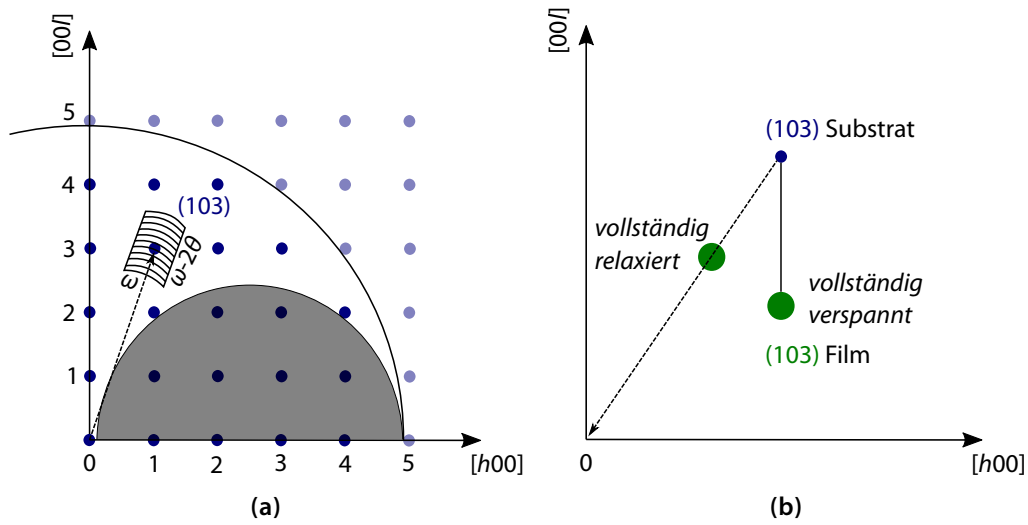 [00l]
5
4
3
2
1
0
1
2
3
4
5
[h00]
(103)
ε
ω-2θ
(a)
[00l]
(103) Substrat
vollständig
relaxiert
vollständig
verspannt
(103) Film
0
[h00]
(b)